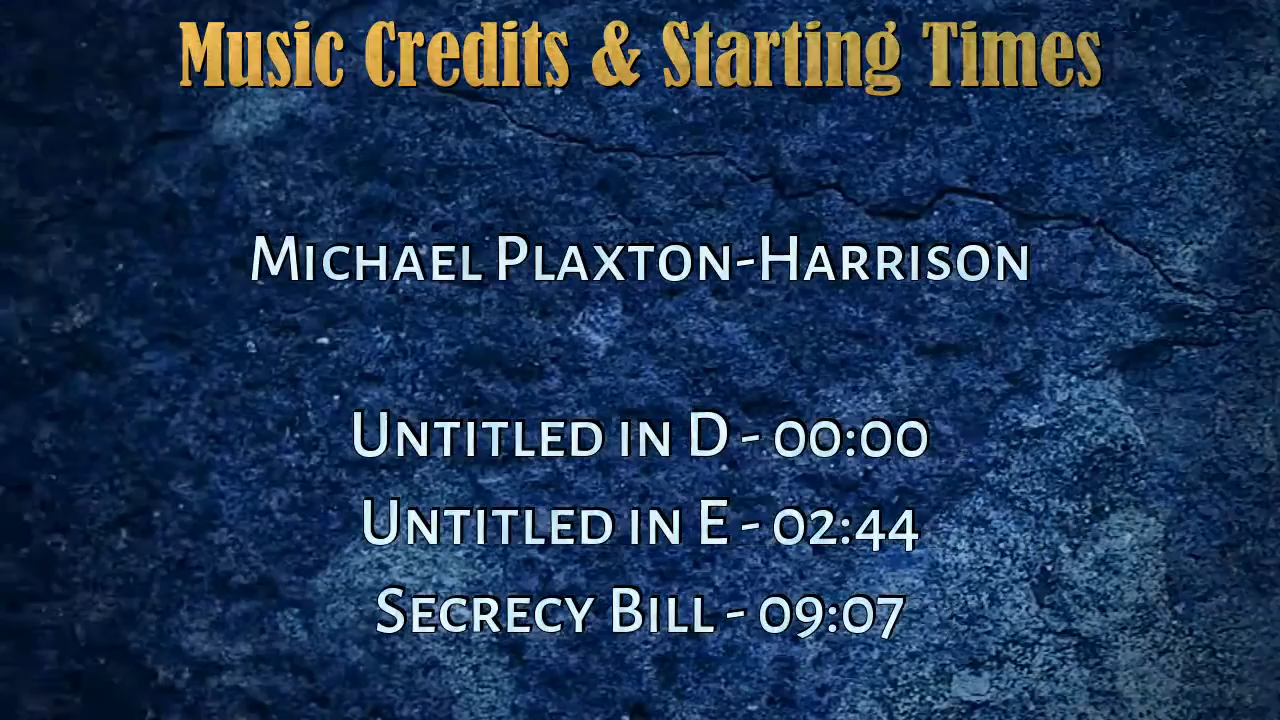 Music Credits & Starting Times
Michael Plaxton-Harrison
Untitled in D - 00:00
Untitled in E - 02:44
Secrecy Bill - 09:07